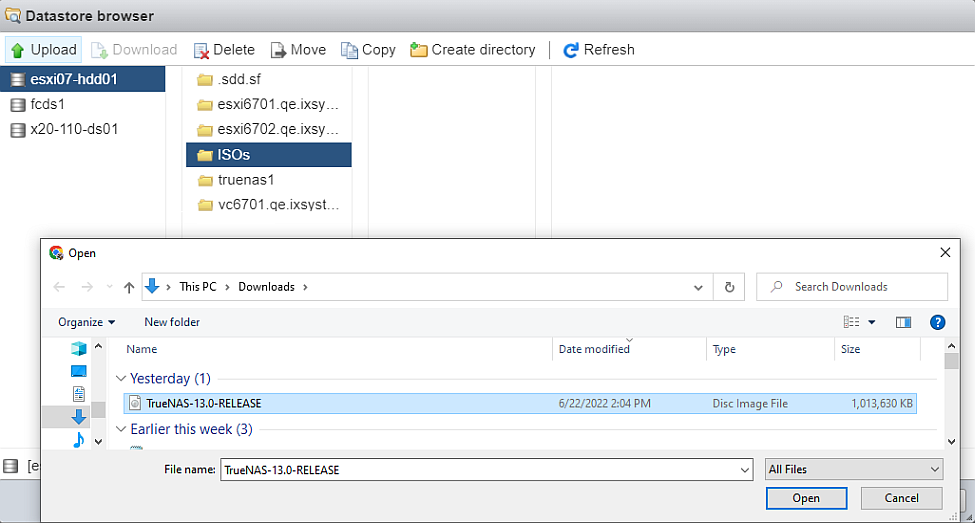 Datastore browser
Upload Download Delete Move Copy Create directory Refresh
esxi07-hdd01 .sdd.sf
fcds1 esxi6701.qe.ixsy...
x20-110-ds01 esxi6702.qe.ixsy...
ISOs
truenas1
vc6701.qe.ixsyst...
Open
This PC > Downloads >
Search Downloads
Organize New folder
Name Date modified Type Size
Yesterday (1)
TrueNAS-13.0-RELEASE 6/22/2022 2:04 PM Disc Image File 1,013,630 KB
Earlier this week (3)
File name: TrueNAS-13.0-RELEASE All Files
Open Cancel